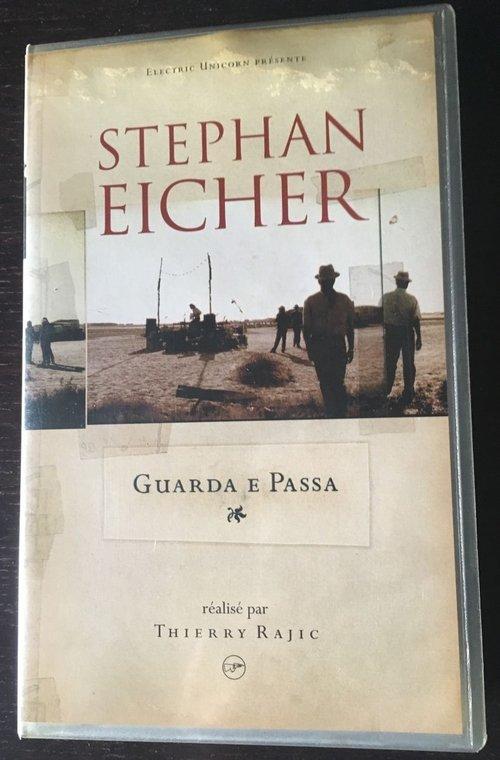 Electric Unicorn présente
STEPHAN
EICHER
Guarda e Passa
réalisé par
Thierry Rajic